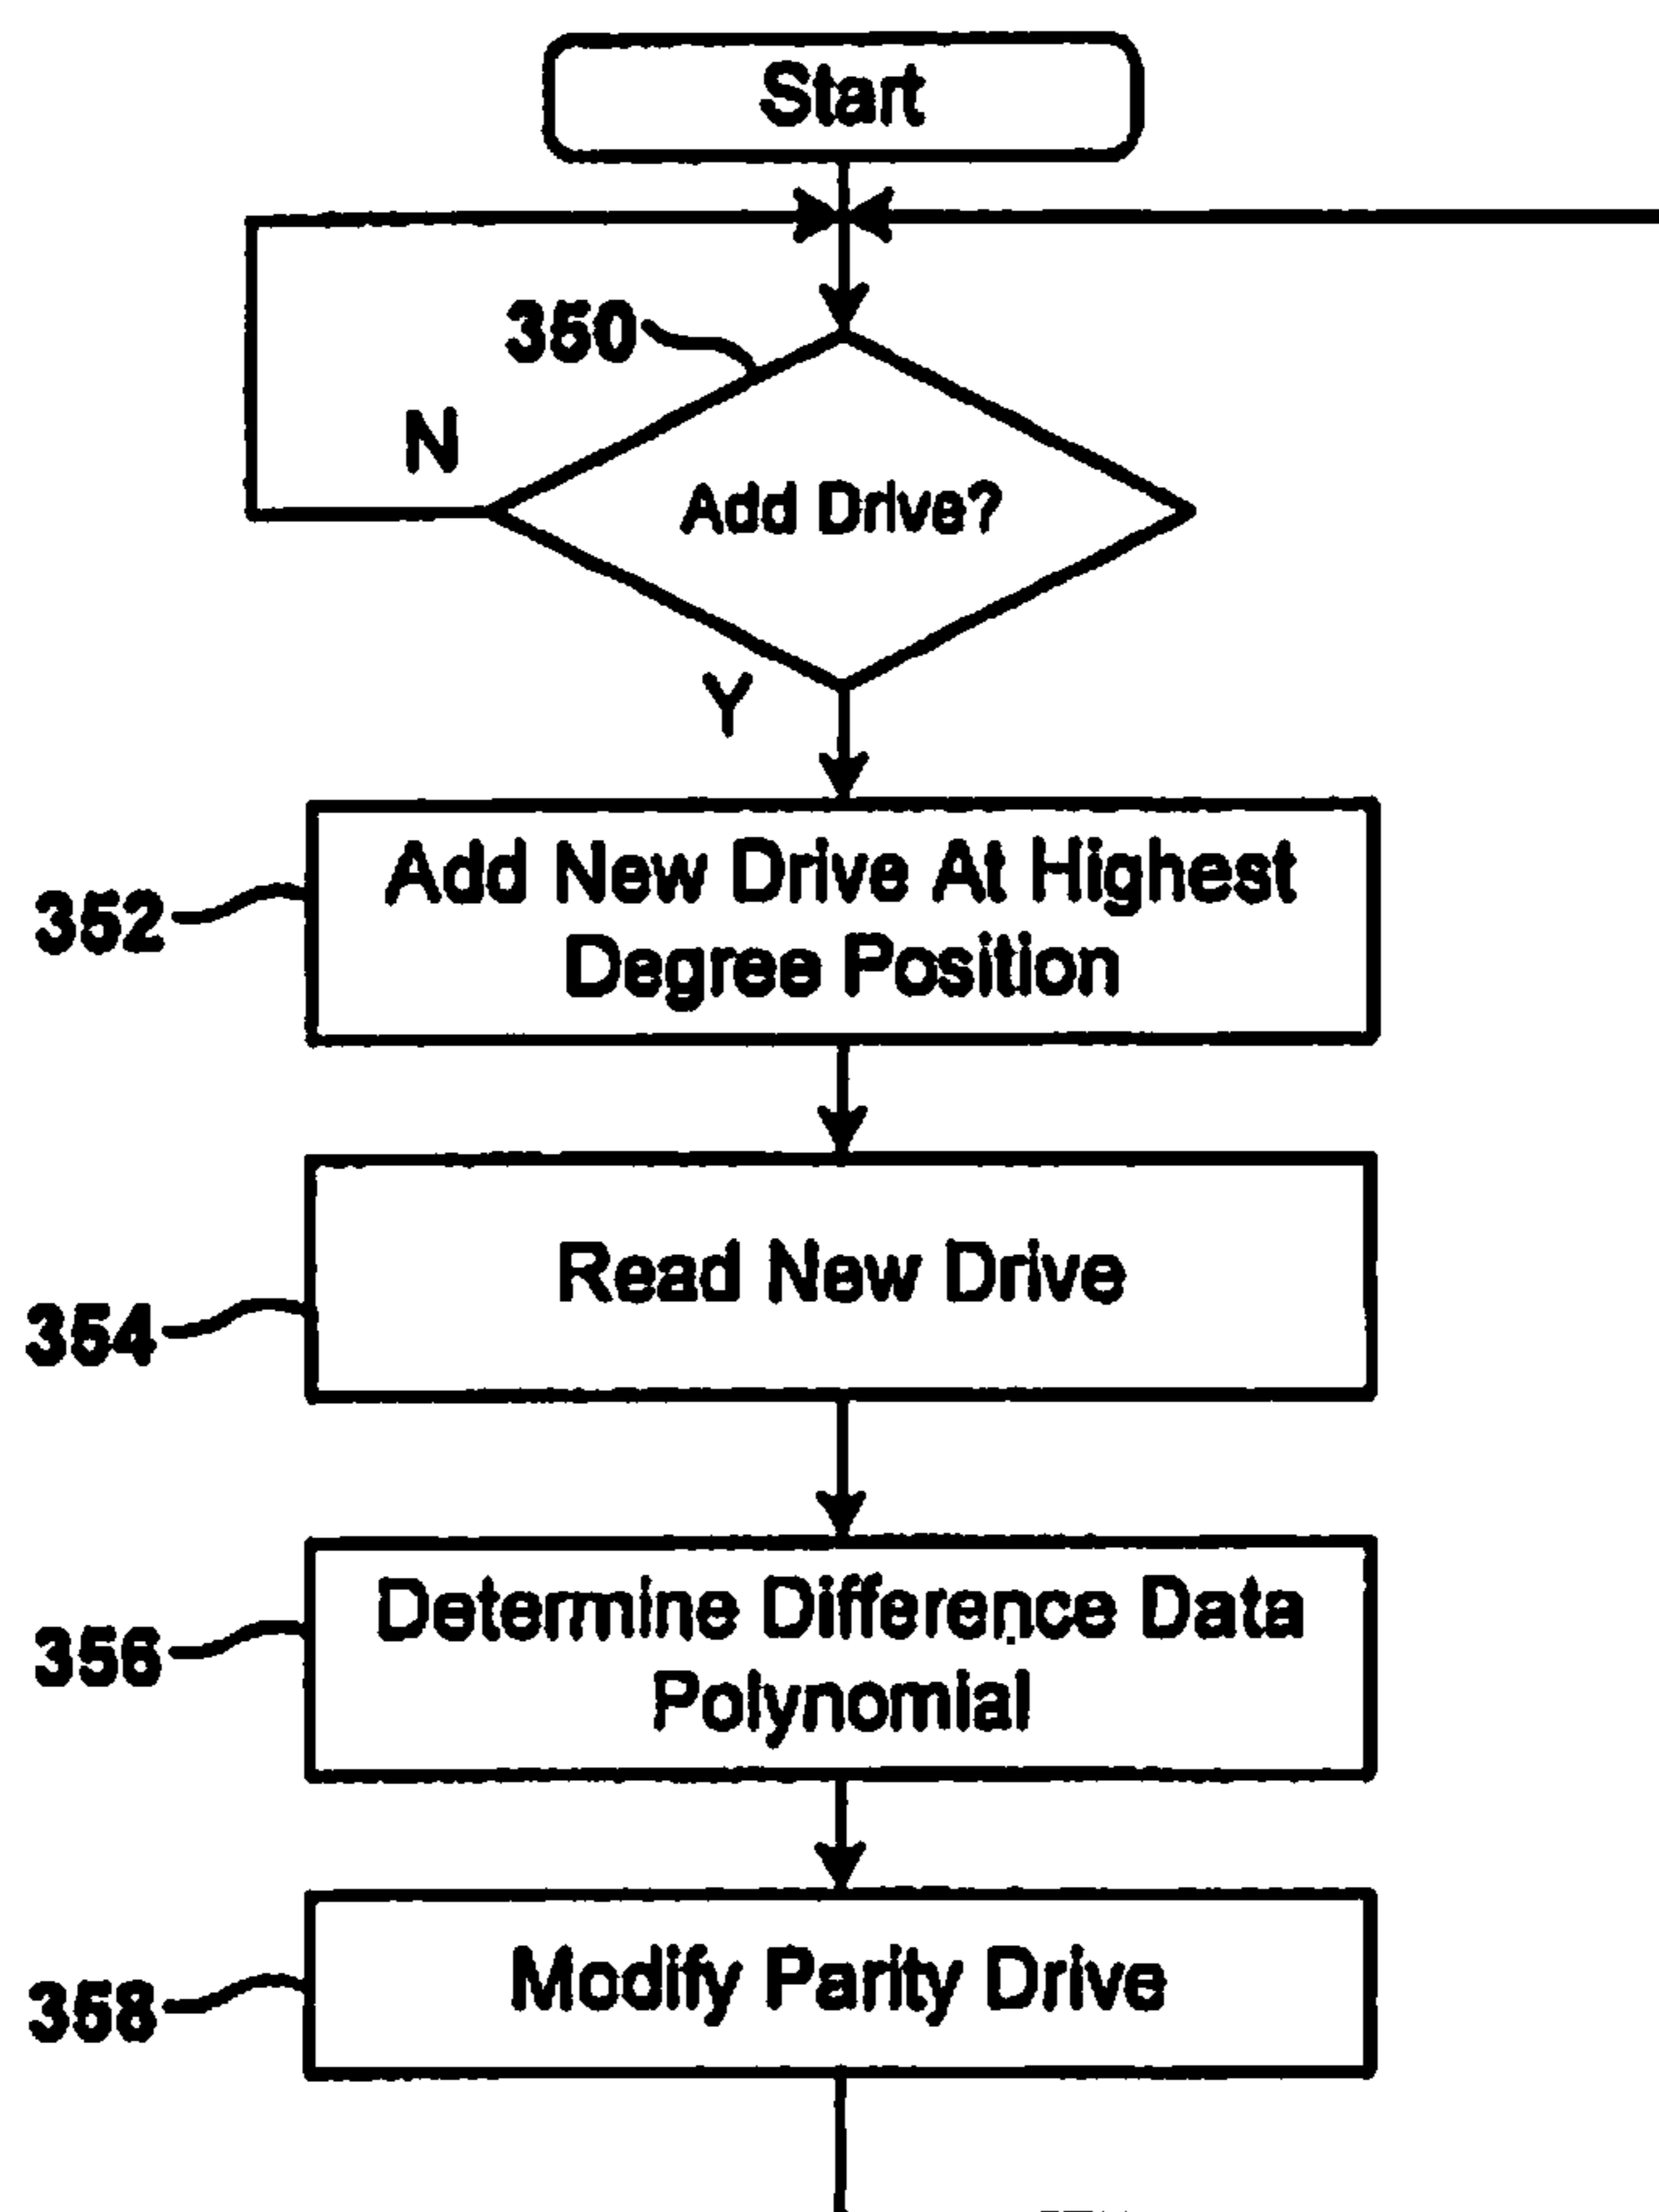 Start
350
N
Add Drive?
Y
Add New Drive At Highest
Degree Position
352
Read New Drive
354
Determine Difference Data
Polynomial
356
Modify Parity Drive
358